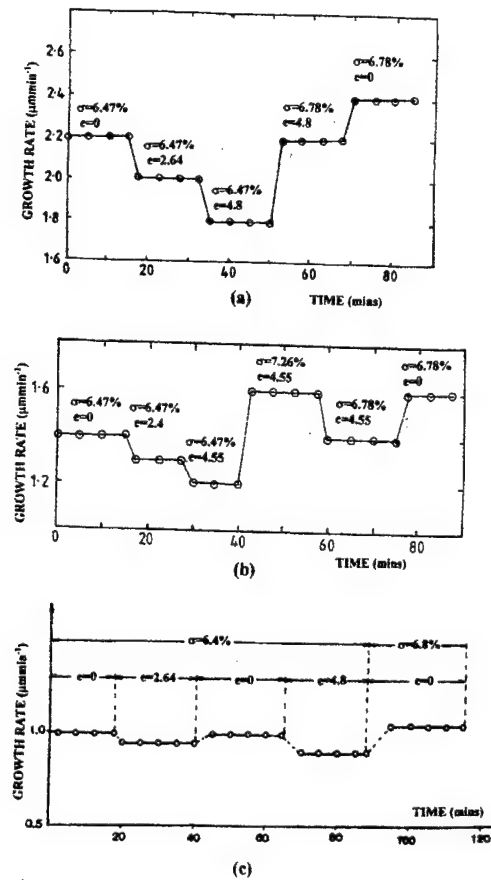 GROWTH RATE (μmmin⁻¹)
2·6
2·4
2·2
2·0
1·8
1·6
σ=6.47%
e=0
σ=6.47%
e=2.64
σ=6.47%
e=4.8
σ=6.78%
e=4.8
σ=6.78%
e=0
0 20 40 60 80
(a) TIME (mins)
GROWTH RATE (μmmin⁻¹)
1·6
1·2
σ=6.47%
e=0
σ=6.47%
e=2.4
σ=6.47%
e=4.55
σ=7.26%
e=4.55
σ=6.78%
e=4.55
σ=6.78%
e=0
0 20 40 60 80
(b) TIME (mins)
GROWTH RATE (μmmin⁻¹)
σ=6.4% σ=6.8%
e=0 e=2.64 e=0 e=4.8 e=0
1.0
0.5
TIME (mins)
20 40 60 80 100 120
(c)